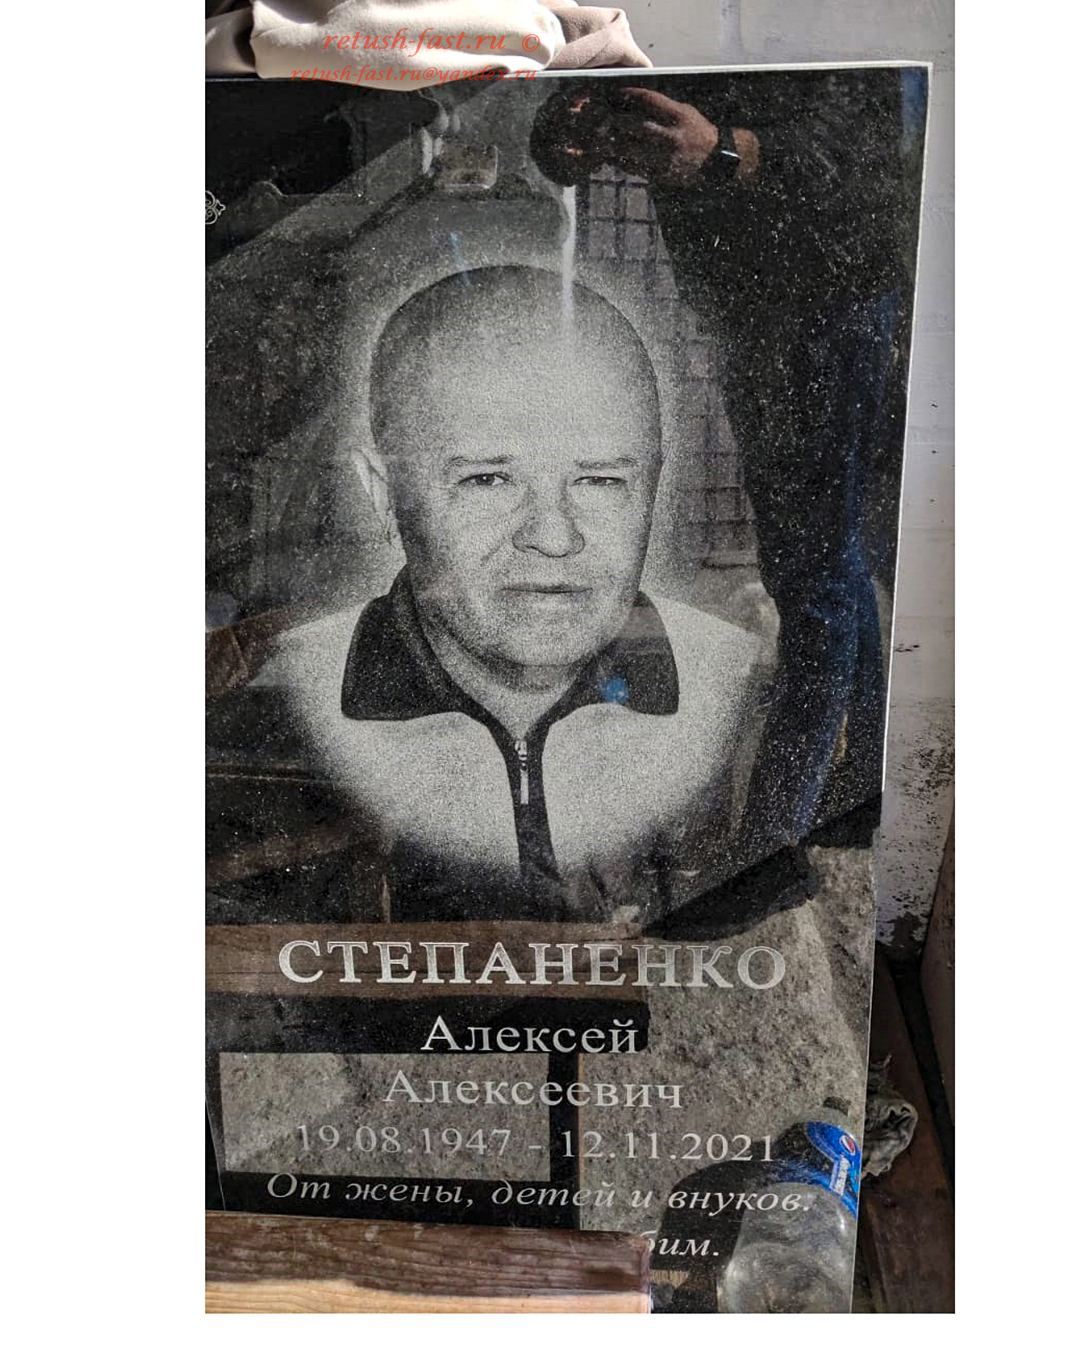 retush-fast.ru ©
retush-fast.ru@yandex.ru
СТЕПАНЕНКО
Алексей
Алексеевич
19.08.1947 - 12.11.2021
От жены, детей и внуков.